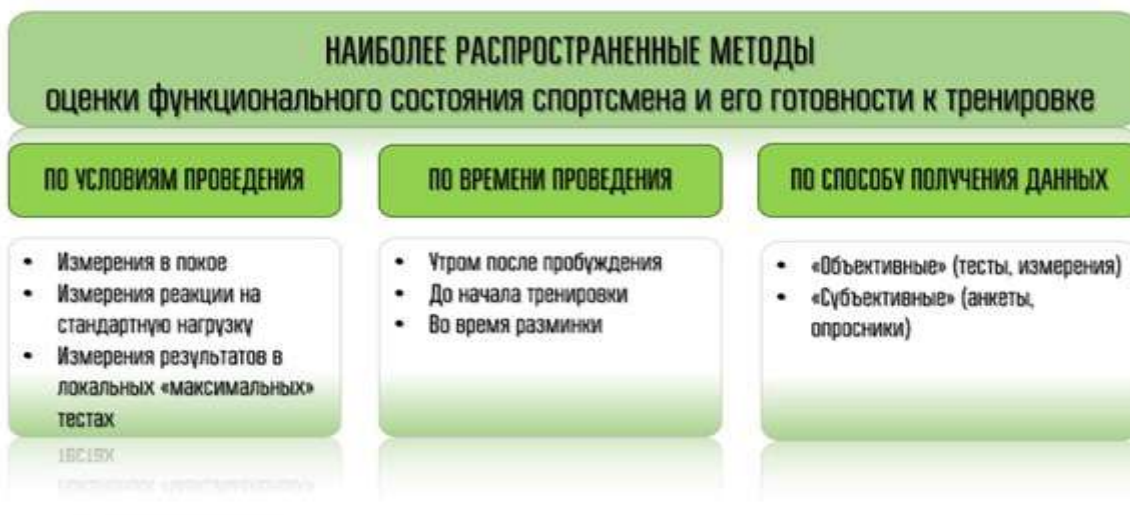 НАИБОЛЕЕ РАСПРОСТРАНЕННЫЕ МЕТОДЫ
оценки функционального состояния спортсмена и его готовности к тренировке
ПО УСЛОВИЯМ ПРОВЕДЕНИЯ
• Измерения в покое
• Измерения реакции на
стандартную нагрузку
• Измерения результатов в
локальных «максимальных»
тестах
ПО ВРЕМЕНИ ПРОВЕДЕНИЯ
• Утром после пробуждения
• До начала тренировки
• Во время разминки
ПО СПОСОБУ ПОЛУЧЕНИЯ ДАННЫХ
• «Объективные» (тесты, измерения)
• «Субъективные» (анкеты,
опросники)